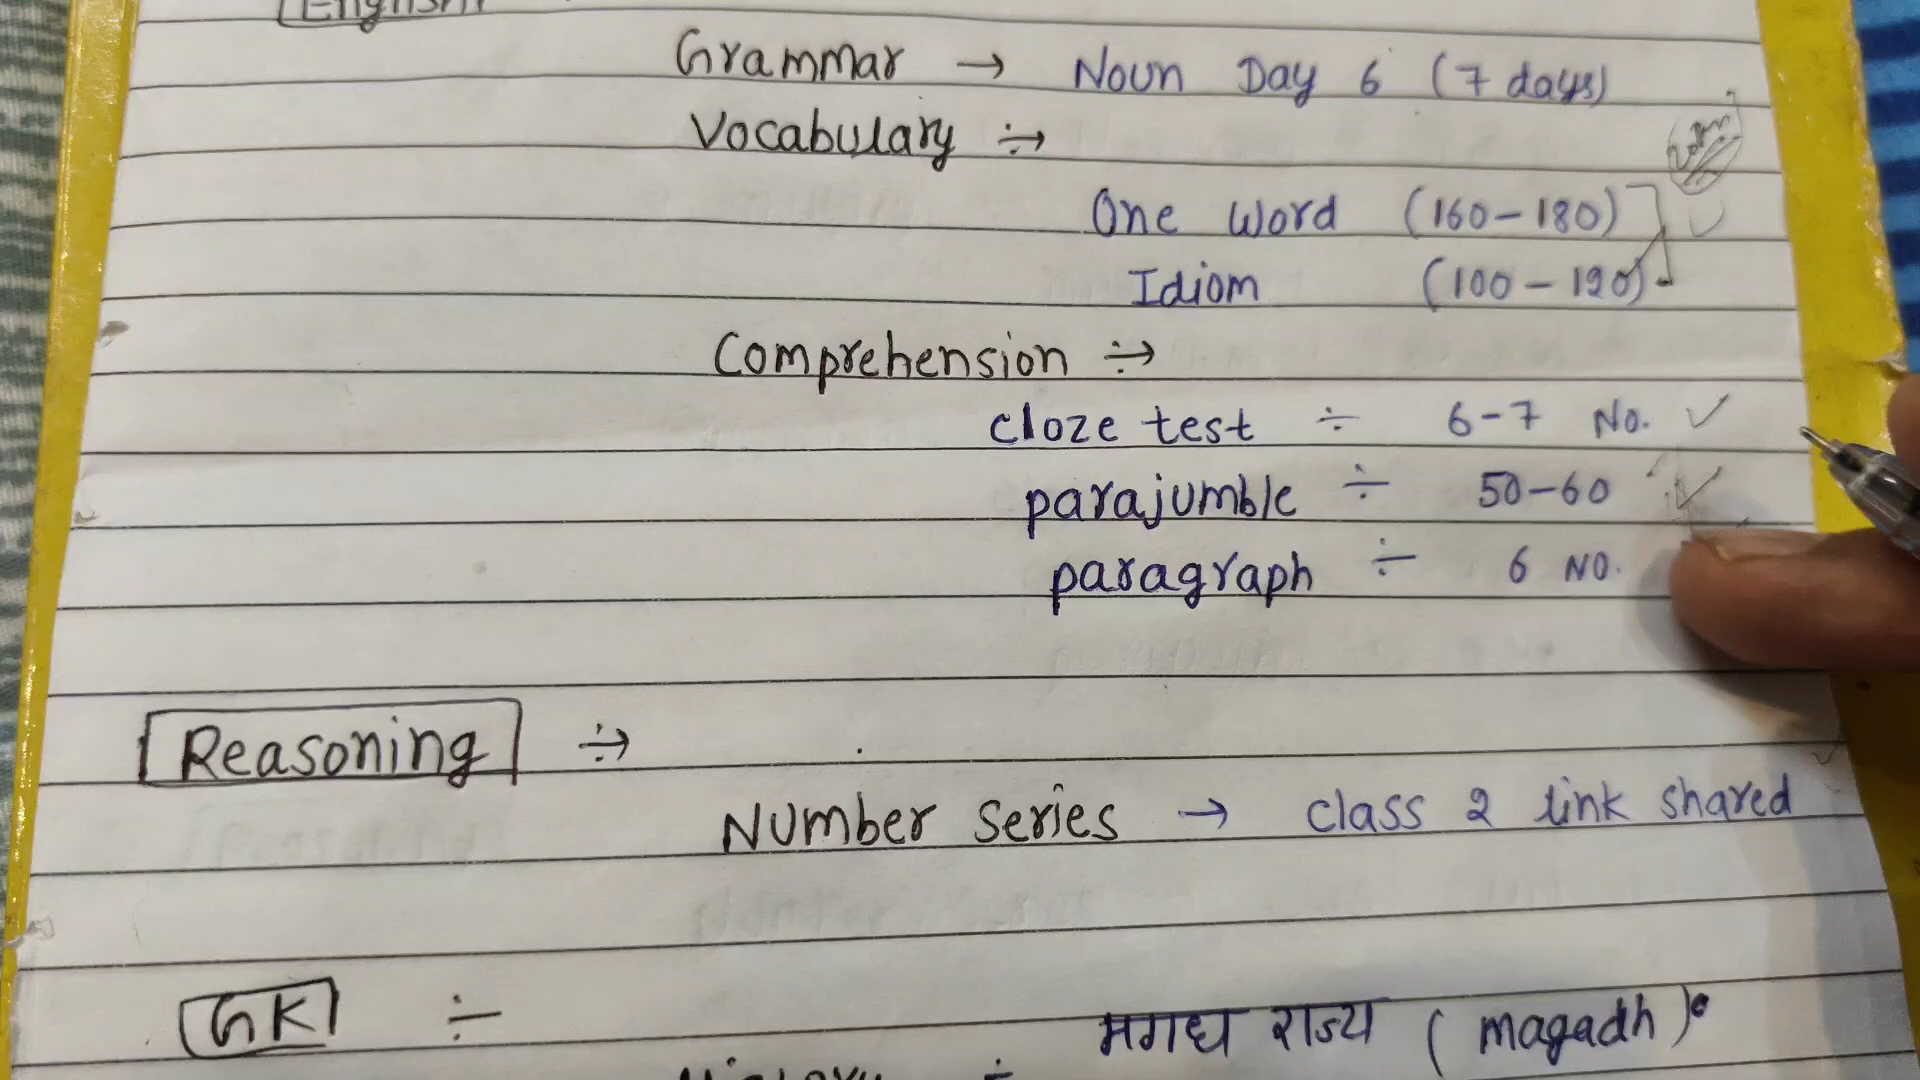 English
Grammar → Noun Day 6 (7 days)
Vocabulary ÷→
One Word (160-180)
Idiom (100-120)
Comprehension ÷→
cloze test ÷ 6-7 No. ✓
parajumble ÷ 50-60 ✓
paragraph ÷ 6 NO.
Reasoning ÷→
Number Series → class 2 link shared
GK ÷
मगध राज्य (magadh)